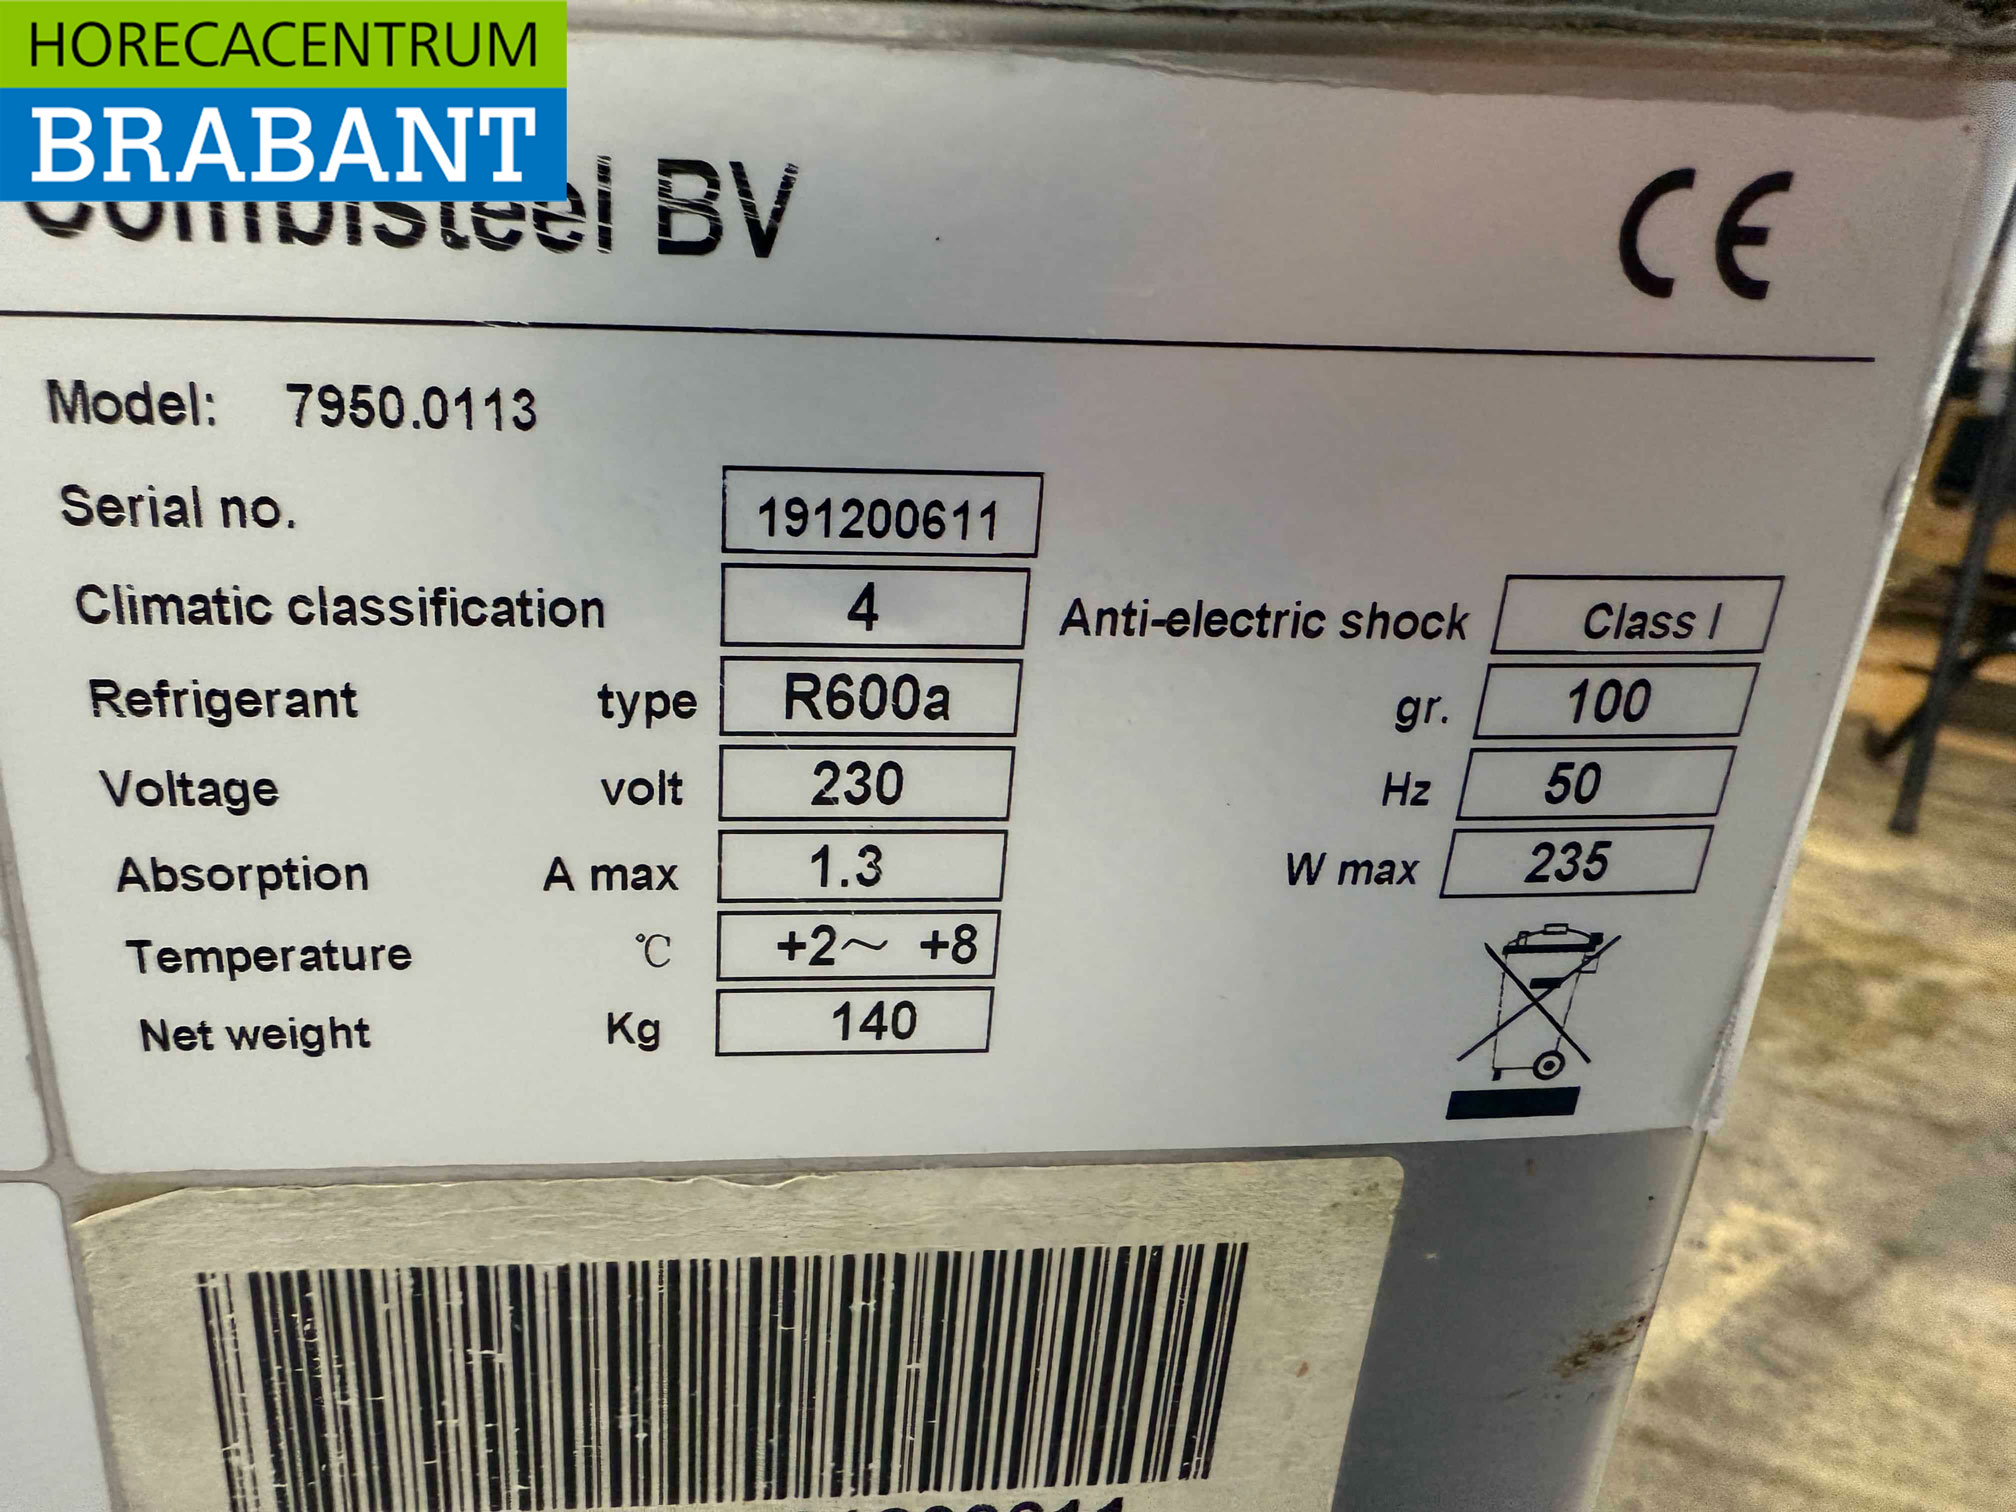 HORECACENTRUM
BRABANT
Combisteel BV
CE
Model: 7950.0113
Serial no. 191200611
Climatic classification 4 Anti-electric shock Class I
Refrigerant type R600a gr. 100
Voltage volt 230 Hz 50
Absorption A max 1.3 W max 235
Temperature °C +2~ +8
Net weight Kg 140